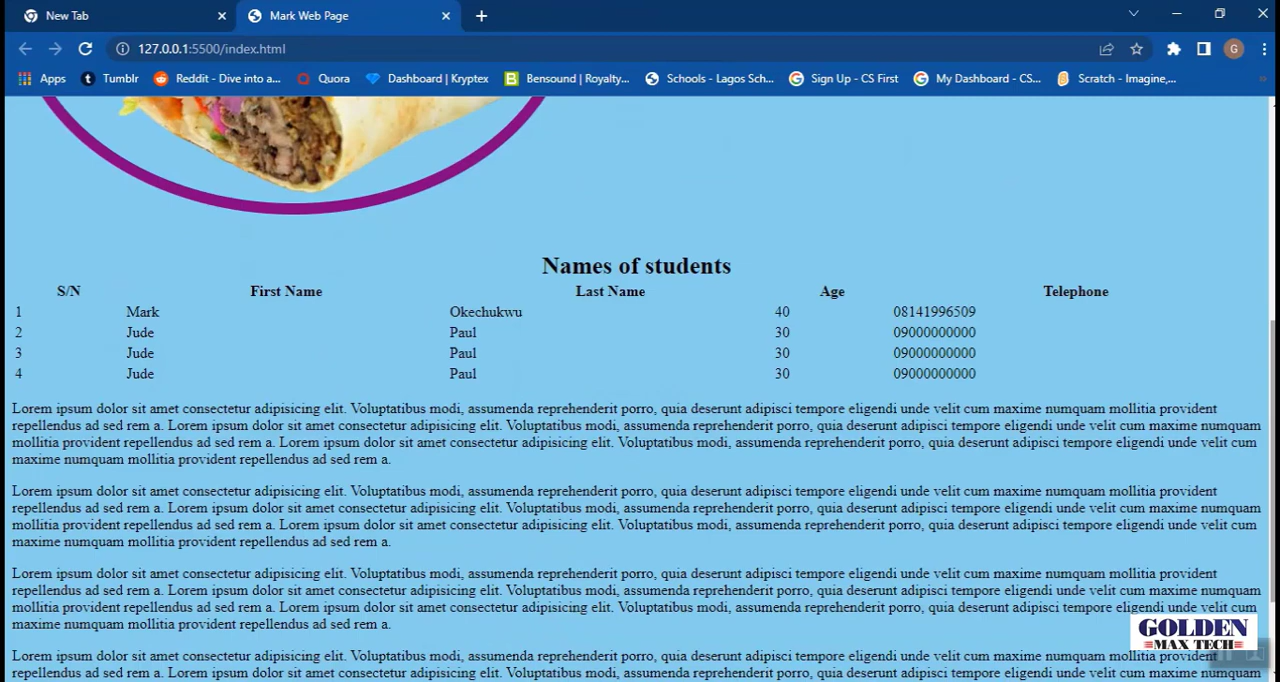 New Tab
Mark Web Page
127.0.0.1:5500/index.html
G
Apps
Tumblr
Reddit - Dive into a...
Quora
Dashboard | Kryptex
Bensound | Royalty...
Schools - Lagos Sch...
Sign Up - CS First
My Dashboard - CS...
Scratch - Imagine,...
Names of students
S/N First Name Last Name Age Telephone
1 Mark Okechukwu 40 08141996509
2 Jude Paul 30 09000000000
3 Jude Paul 30 09000000000
4 Jude Paul 30 09000000000
Lorem ipsum dolor sit amet consectetur adipisicing elit. Voluptatibus modi, assumenda reprehenderit porro, quia deserunt adipisci tempore eligendi unde velit cum maxime numquam mollitia provident
repellendus ad sed rem a. Lorem ipsum dolor sit amet consectetur adipisicing elit. Voluptatibus modi, assumenda reprehenderit porro, quia deserunt adipisci tempore eligendi unde velit cum maxime numquam
mollitia provident repellendus ad sed rem a. Lorem ipsum dolor sit amet consectetur adipisicing elit. Voluptatibus modi, assumenda reprehenderit porro, quia deserunt adipisci tempore eligendi unde velit cum
maxime numquam mollitia provident repellendus ad sed rem a.
Lorem ipsum dolor sit amet consectetur adipisicing elit. Voluptatibus modi, assumenda reprehenderit porro, quia deserunt adipisci tempore eligendi unde velit cum maxime numquam mollitia provident
repellendus ad sed rem a. Lorem ipsum dolor sit amet consectetur adipisicing elit. Voluptatibus modi, assumenda reprehenderit porro, quia deserunt adipisci tempore eligendi unde velit cum maxime numquam
mollitia provident repellendus ad sed rem a. Lorem ipsum dolor sit amet consectetur adipisicing elit. Voluptatibus modi, assumenda reprehenderit porro, quia deserunt adipisci tempore eligendi unde velit cum
maxime numquam mollitia provident repellendus ad sed rem a.
Lorem ipsum dolor sit amet consectetur adipisicing elit. Voluptatibus modi, assumenda reprehenderit porro, quia deserunt adipisci tempore eligendi unde velit cum maxime numquam mollitia provident
repellendus ad sed rem a. Lorem ipsum dolor sit amet consectetur adipisicing elit. Voluptatibus modi, assumenda reprehenderit porro, quia deserunt adipisci tempore eligendi unde velit cum maxime numquam
mollitia provident repellendus ad sed rem a. Lorem ipsum dolor sit amet consectetur adipisicing elit. Voluptatibus modi, assumenda reprehenderit porro, quia deserunt adipisci tempore eligendi
maxime numquam mollitia provident repellendus ad sed rem a.
GOLDEN
MAX TECH
Lorem ipsum dolor sit amet consectetur adipisicing elit. Voluptatibus modi, assumenda reprehenderit porro, quia deserunt adipisci tempore eligendi unde velit cum maxime numquam mollitia provident
repellendus ad sed rem a. Lorem ipsum dolor sit amet consectetur adipisicing elit. Voluptatibus modi, assumenda reprehenderit porro, quia deserunt adipisci tempore eligendi unde velit cum maxime numquam